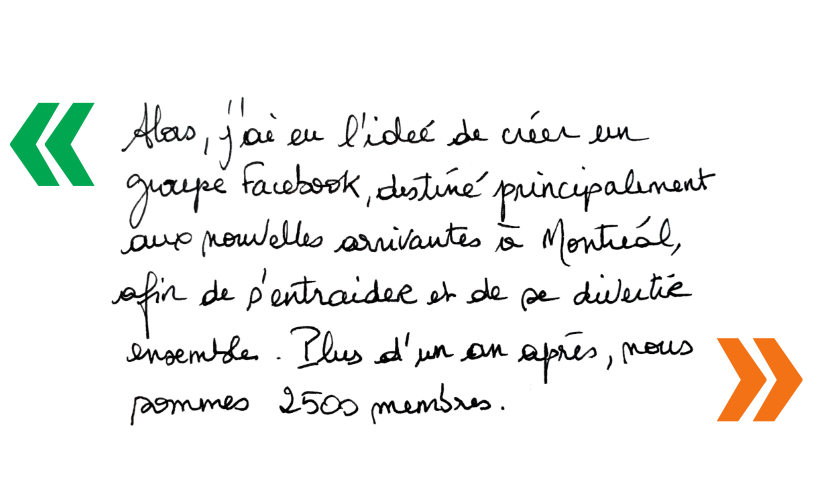 « Alors, j'ai eu l'idée de créer un
groupe Facebook, destiné principalement
aux nouvelles arrivantes à Montréal,
afin de s'entraider et de se divertir
ensemble. Plus d'un an après, nous
sommes 2500 membres. »